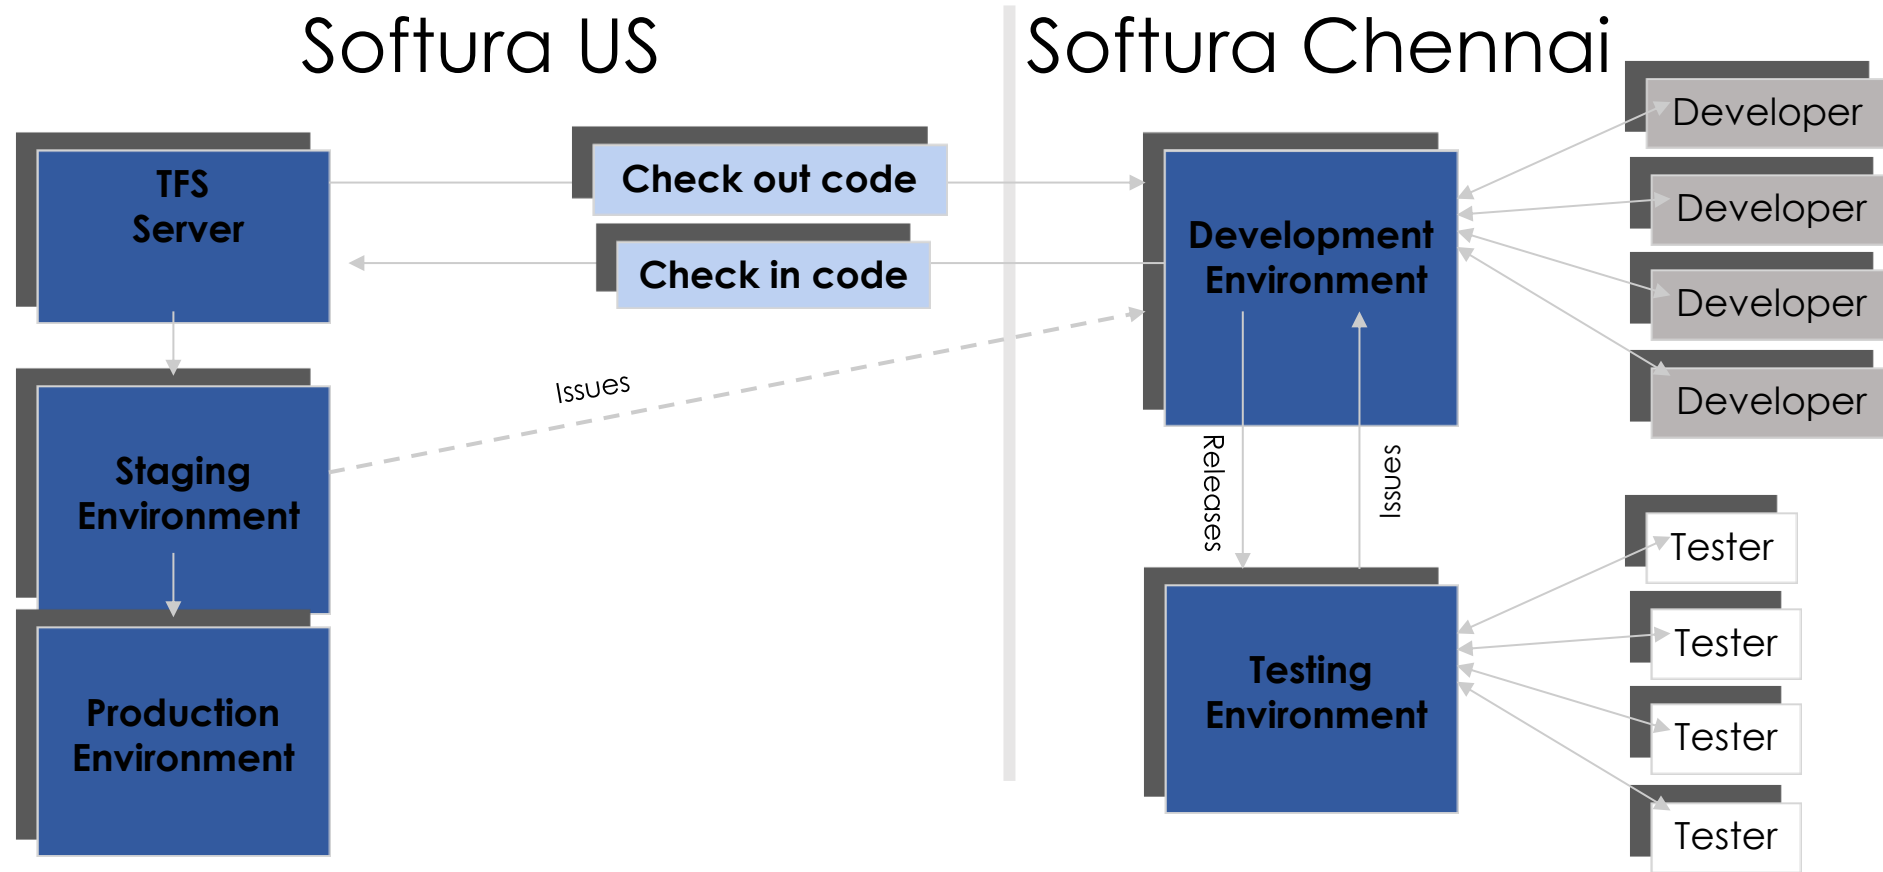 Softura US
Softura Chennai
TFS
Server
Check out code
Check in code
Issues
Staging
Environment
Production
Environment
Development
Environment
Releases
Issues
Testing
Environment
Developer
Developer
Developer
Developer
Tester
Tester
Tester
Tester